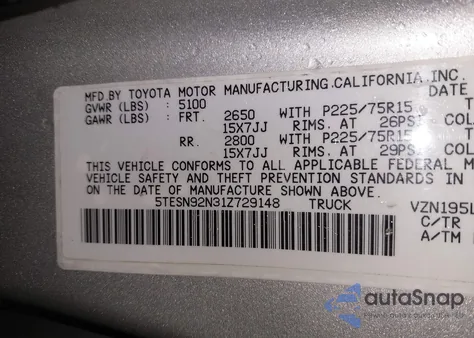 MFD.BY TOYOTA MOTOR MANUFACTURING.CALIFORNIA.INC.
GVWR (LBS) : 5100 DATE
GAWR (LBS) : FRT. 2650 WITH P225/75R15
15X7JJ RIMS. AT 26PSI COL
RR. 2800 WITH P225/75R15
15X7JJ RIMS. AT 29PSI COL
THIS VEHICLE CONFORMS TO ALL APPLICABLE FEDERAL M
VEHICLE SAFETY AND THEFT PREVENTION STANDARDS IN
ON THE DATE OF MANUFACTURE SHOWN ABOVE.
5TESN92N31Z729148 TRUCK VZN195L
C/TR
A/TM
autoSnap